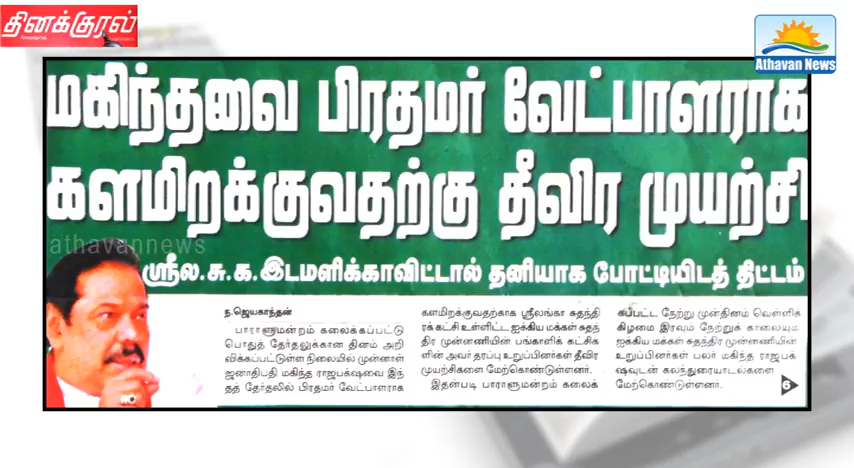 தினக்குரல்
Athavan News
மகிந்தவை பிரதமர் வேட்பாளராக
களமிறக்குவதற்கு தீவிர முயற்சி
athavannews
ஸ்ரீல.சு.க.இடமளிக்காவிட்டால் தனியாக போட்டியிடத் திட்டம்
ந.ஜெயகாந்தன்
பாராளுமன்றம் கலைக்கப்பட்டு
பொதுத் தேர்தலுக்கான தினம் அறி
விக்கப்பட்டுள்ள நிலையில் முன்னாள்
ஜனாதிபதி மகிந்த ராஜபக்ஷவை இந்
தத் தேர்தலில் பிரதமர் வேட்பாளராக
களமிறக்குவதற்காக ஸ்ரீலங்கா சுதந்தி
ரக் கட்சி உள்ளிட்ட ஐக்கிய மக்கள் சுதந்
திர முன்னணியின் பங்காளிக் கட்சிக
ளின் அவர் தரப்பு உறுப்பினர்கள் தீவிர
முயற்சிகளை மேற்கொண்டுள்ளனர்.
இதன்படி பாராளுமன்றம் கலைக்
கப்பட்ட நேற்று முன்தினம் வெள்ளிக்
கிழமை இரவும் நேற்றுக் காலையும்
ஐக்கிய மக்கள் சுதந்திர முன்னணியின்
உறுப்பினர்கள் பலர் மகிந்த ராஜபக்
ஷவுடன் கலந்துரையாடல்களை
மேற்கொண்டுள்ளனர்.
6